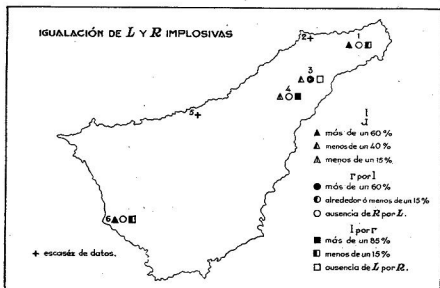 IGUALACIÓN DE L Y R IMPLOSIVAS
2
1
3
4
5
6
l
ɹ
más de un 60%
menos de un 40%
menos de un 15%
r por l
más de un 60%
alrededor ó menos de un 15%
ausencia de R por L.
l por r
más de un 85%
menos de un 15%
ausencia de L por R.
+ escaséz de datos.